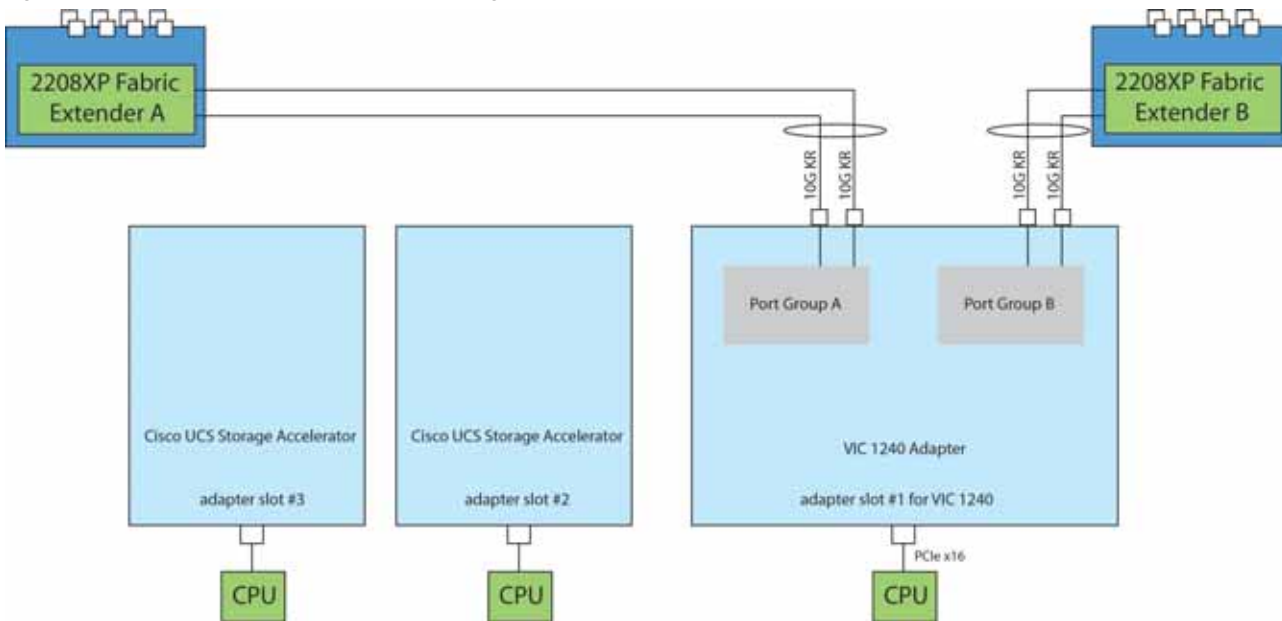 2208XP Fabric
Extender A
2208XP Fabric
Extender B
10G KR
10G KR
10G KR
10G KR
Port Group A
Port Group B
Cisco UCS Storage Accelerator
Cisco UCS Storage Accelerator
VIC 1240 Adapter
adapter slot #3
adapter slot #2
adapter slot #1 for VIC 1240
PCIe x16
CPU
CPU
CPU